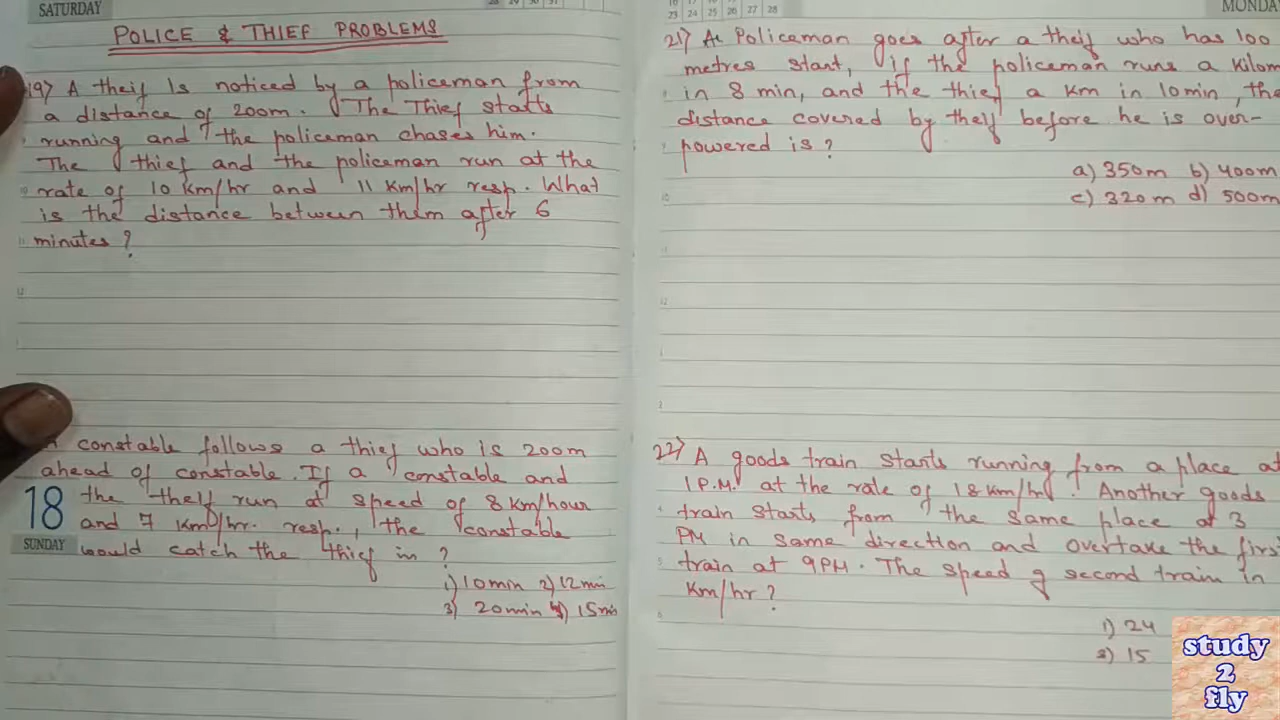 SATURDAY
POLICE & THIEF PROBLEMS
19) A theif Is noticed by a policeman from
a distance of 200m. The Thief starts
running and the policeman chases him.
The thief and the policeman run at the
rate of 10 km/hr and 11 km/hr resp. What
is the distance between them after 6
minutes?
constable follows a thief who is 200m
ahead of constable. If a constable and
the theif run at speed of 8 km/hour
and 7 km/hr. resp., the constable
would catch the thief in ?
1) 10min 2) 12min
3) 20min 4) 15min
18
SUNDAY
MONDA
23 24 25 26 27 28
21) A Policeman goes after a theif who has 100
metres start, if the policeman runs a kilom
in 8 min, and the thief a km in 10min, the
distance covered by theif before he is over-
powered is?
a) 350m b) 400m
c) 320m d) 500m
22) A goods train starts running from a place at
1P.M. at the rate of 18km/hr. Another goods
train starts from the same place at 3
PM in same direction and overtake the first
train at 9PM. The speed of second train in
km/hr?
1) 24
3) 15
study
2
fly